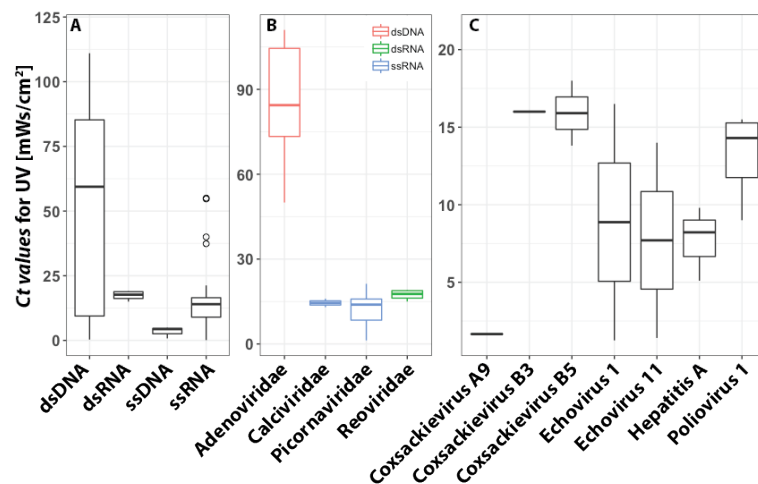 A
B
C
Ct values for UV [mWs/cm²]
125
100
75
50
25
0
dsDNA
dsRNA
ssDNA
ssRNA
90
60
30
0
dsDNA
dsRNA
ssRNA
Adenoviridae
Calciviridae
Picornaviridae
Reoviridae
20
15
10
5
Coxsackievirus A9
Coxsackievirus B3
Coxsackievirus B5
Echovirus 1
Echovirus 11
Hepatitis A
Poliovirus 1